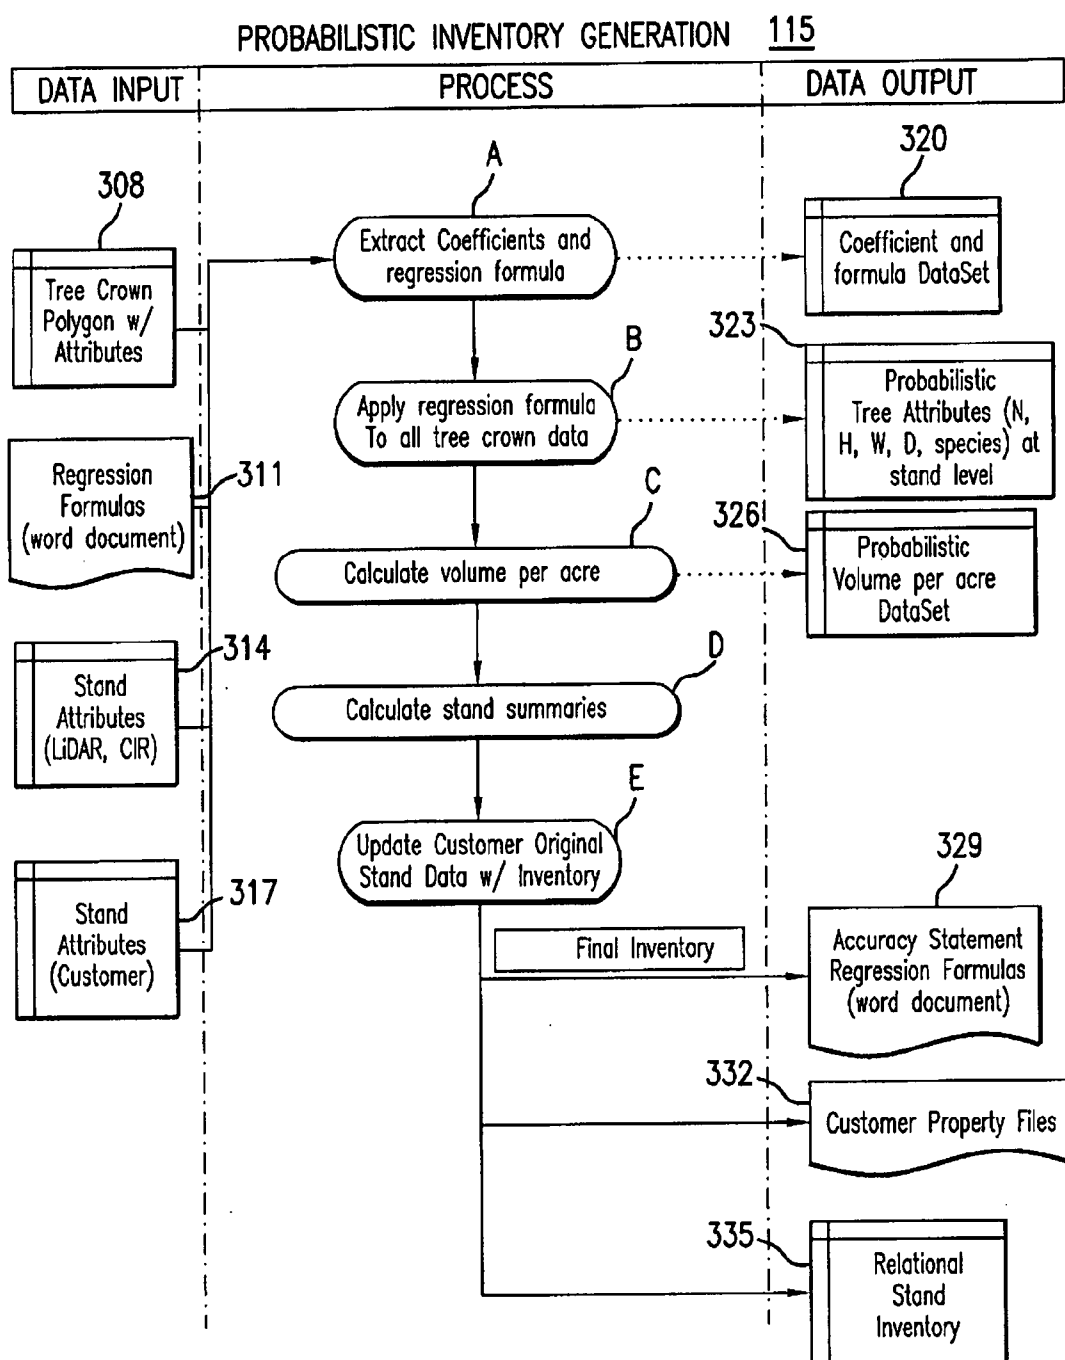 PROBABILISTIC INVENTORY GENERATION 115
DATA INPUT
PROCESS
DATA OUTPUT
308
Tree Crown
Polygon w/
Attributes
Regression
Formulas
(word document)
311
314
Stand
Attributes
(LiDAR, CIR)
317
Stand
Attributes
(Customer)
A
Extract Coefficients and
regression formula
B
Apply regression formula
To all tree crown data
C
Calculate volume per acre
D
Calculate stand summaries
E
Update Customer Original
Stand Data w/ Inventory
Final Inventory
320
Coefficient and
formula DataSet
323
Probabilistic
Tree Attributes (N,
H, W, D, species) at
stand level
326
Probabilistic
Volume per acre
DataSet
329
Accuracy Statement
Regression Formulas
(word document)
332
Customer Property Files
335
Relational
Stand
Inventory